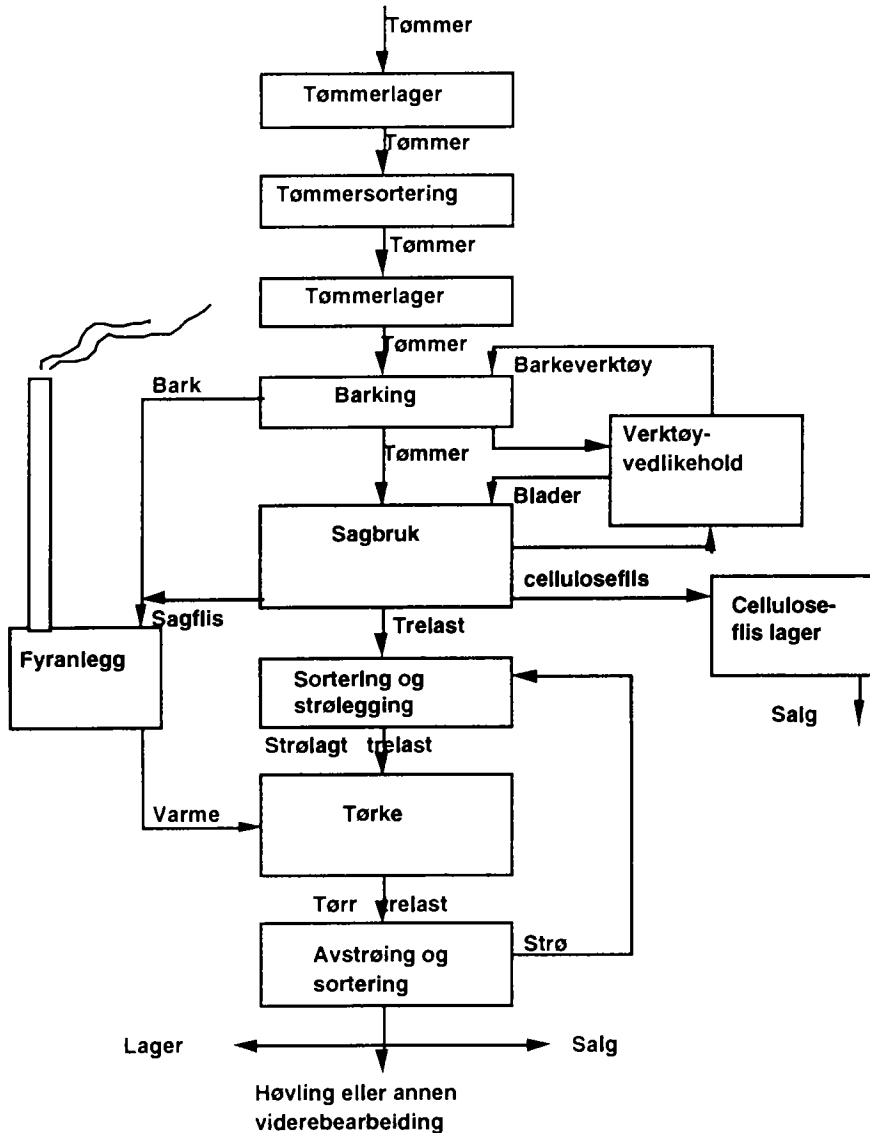 Tømmer
Tømmerlager
Tømmer
Tømmersortering
Tømmer
Tømmerlager
Tømmer
Barkeverktøy
Bark
Barking
Verktøy-
vedlikehold
Tømmer
Blader
Sagbruk
celluloseflis
Cellulose-
flis lager
Sagflis
Trelast
Fyranlegg
Sortering og
strølegging
Salg
Strølagt trelast
Varme
Tørke
Tørr trelast
Strø
Avstrøing og
sortering
Lager
Salg
Høvling eller annen
viderebearbeiding